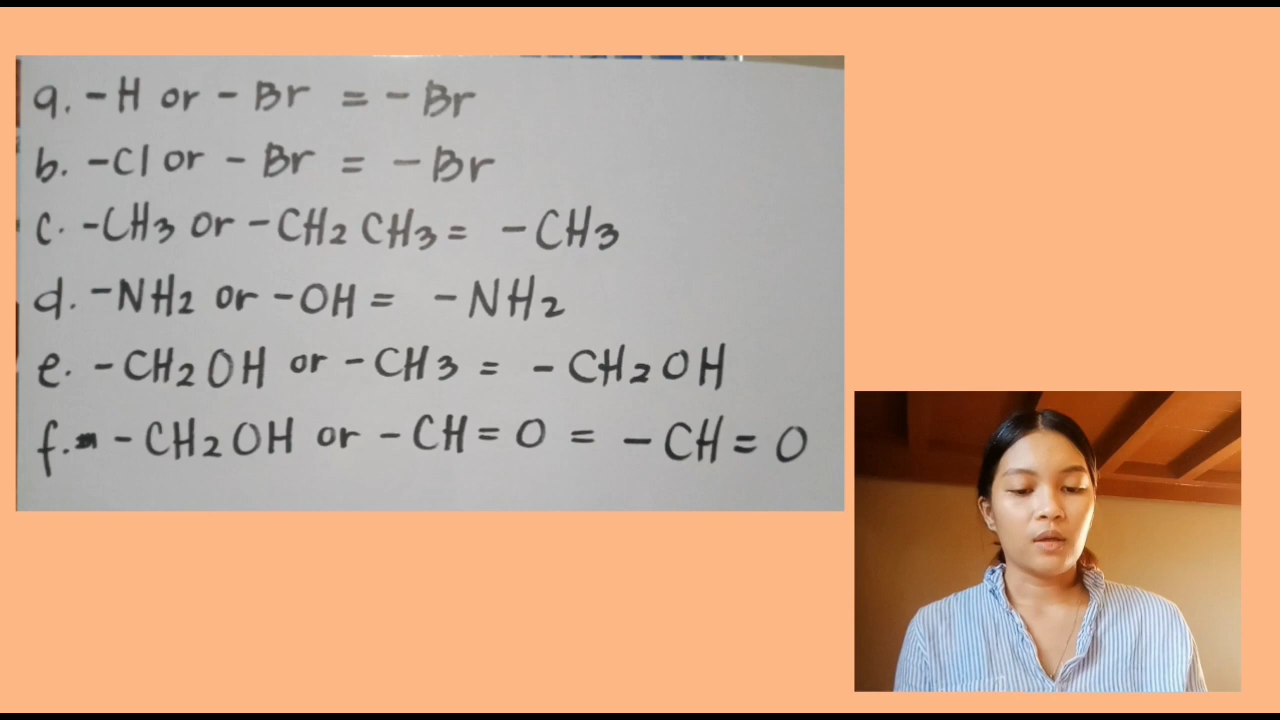 a. -H or -Br = -Br
b. -Cl or -Br = -Br
c. -CH3 or -CH2CH3 = -CH3
d. -NH2 or -OH = -NH2
e. -CH2OH or -CH3 = -CH2OH
f. -CH2OH or -CH=O = -CH=O